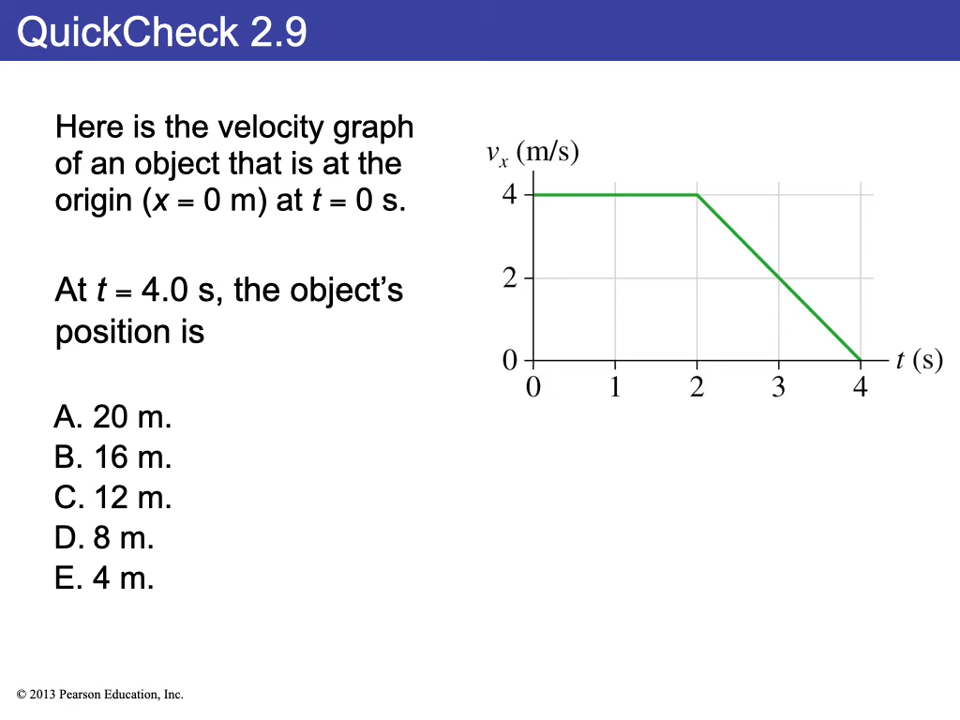 QuickCheck 2.9
Here is the velocity graph
of an object that is at the
origin (x = 0 m) at t = 0 s.
At t = 4.0 s, the object’s
position is
A. 20 m.
B. 16 m.
C. 12 m.
D. 8 m.
E. 4 m.
vₓ (m/s)
4
2
0
t (s)
0 1 2 3 4
© 2013 Pearson Education, Inc.